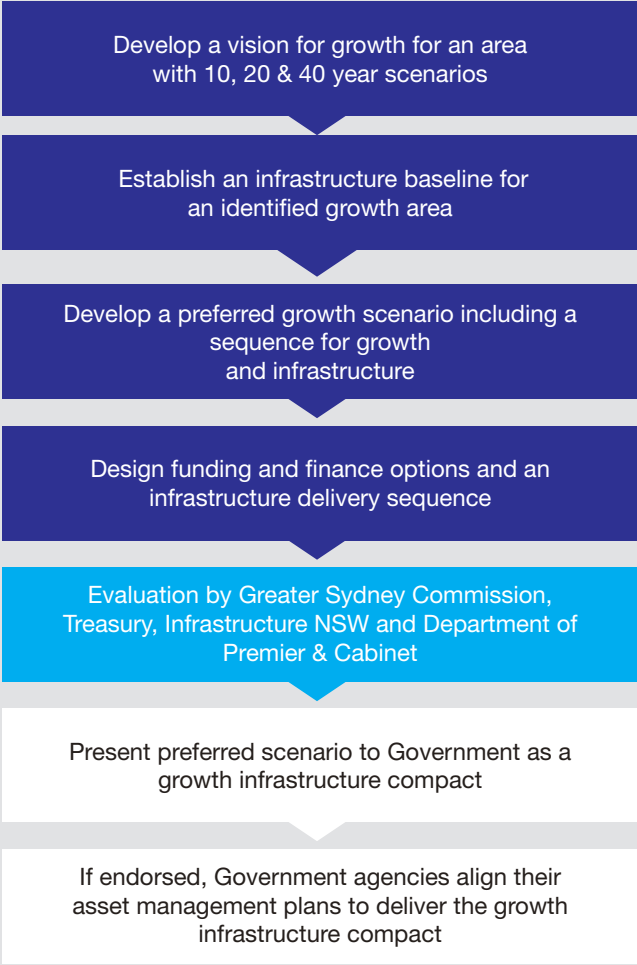 Develop a vision for growth for an area
with 10, 20 & 40 year scenarios
Establish an infrastructure baseline for
an identified growth area
Develop a preferred growth scenario including a
sequence for growth
and infrastructure
Design funding and finance options and an
infrastructure delivery sequence
Evaluation by Greater Sydney Commission,
Treasury, Infrastructure NSW and Department of
Premier & Cabinet
Present preferred scenario to Government as a
growth infrastructure compact
If endorsed, Government agencies align their
asset management plans to deliver the growth
infrastructure compact